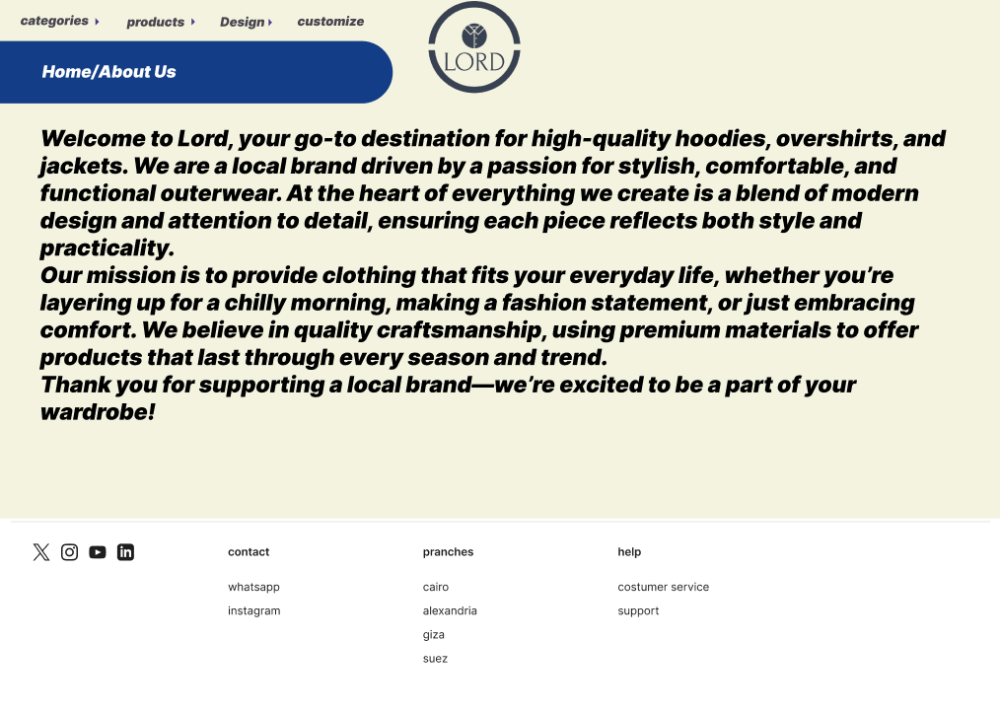 categories
products
Design
customize
LORD
Home/About Us
Welcome to Lord, your go-to destination for high-quality hoodies, overshirts, and
jackets. We are a local brand driven by a passion for stylish, comfortable, and
functional outerwear. At the heart of everything we create is a blend of modern
design and attention to detail, ensuring each piece reflects both style and
practicality.
Our mission is to provide clothing that fits your everyday life, whether you’re
layering up for a chilly morning, making a fashion statement, or just embracing
comfort. We believe in quality craftsmanship, using premium materials to offer
products that last through every season and trend.
Thank you for supporting a local brand—we’re excited to be a part of your
wardrobe!
contact
whatsapp
instagram
pranches
cairo
alexandria
giza
suez
help
costumer service
support